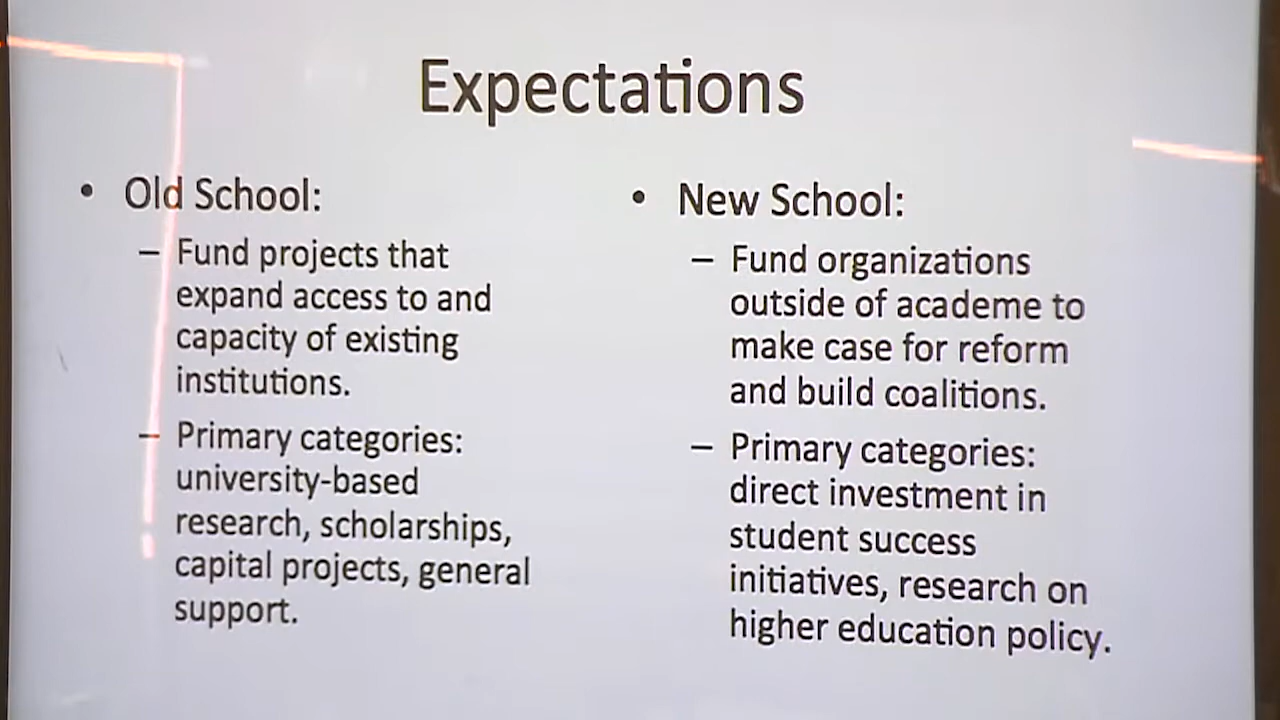 Expectations
• Old School:
– Fund projects that
expand access to and
capacity of existing
institutions.
– Primary categories:
university-based
research, scholarships,
capital projects, general
support.
• New School:
– Fund organizations
outside of academe to
make case for reform
and build coalitions.
– Primary categories:
direct investment in
student success
initiatives, research on
higher education policy.